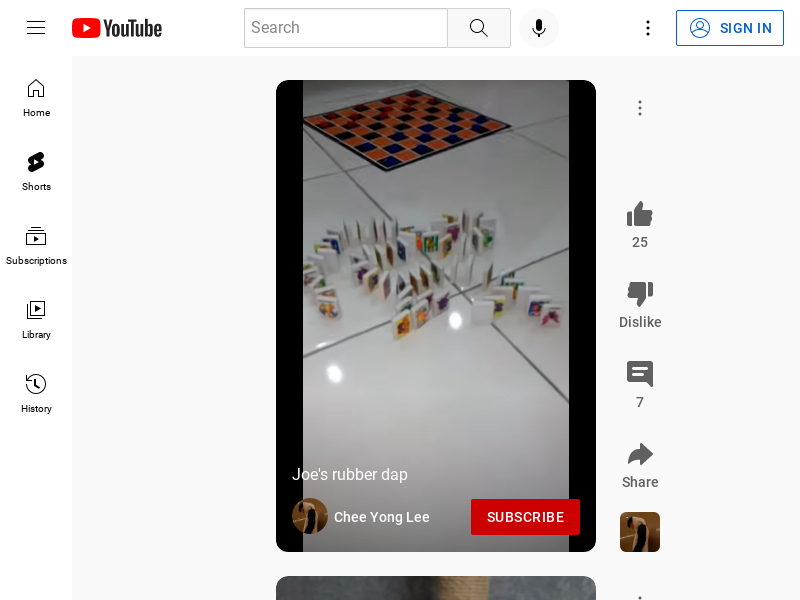 YouTube
Search
SIGN IN
Home
Shorts
Subscriptions
Library
History
25
Dislike
7
Share
Joe's rubber dap
Chee Yong Lee
SUBSCRIBE